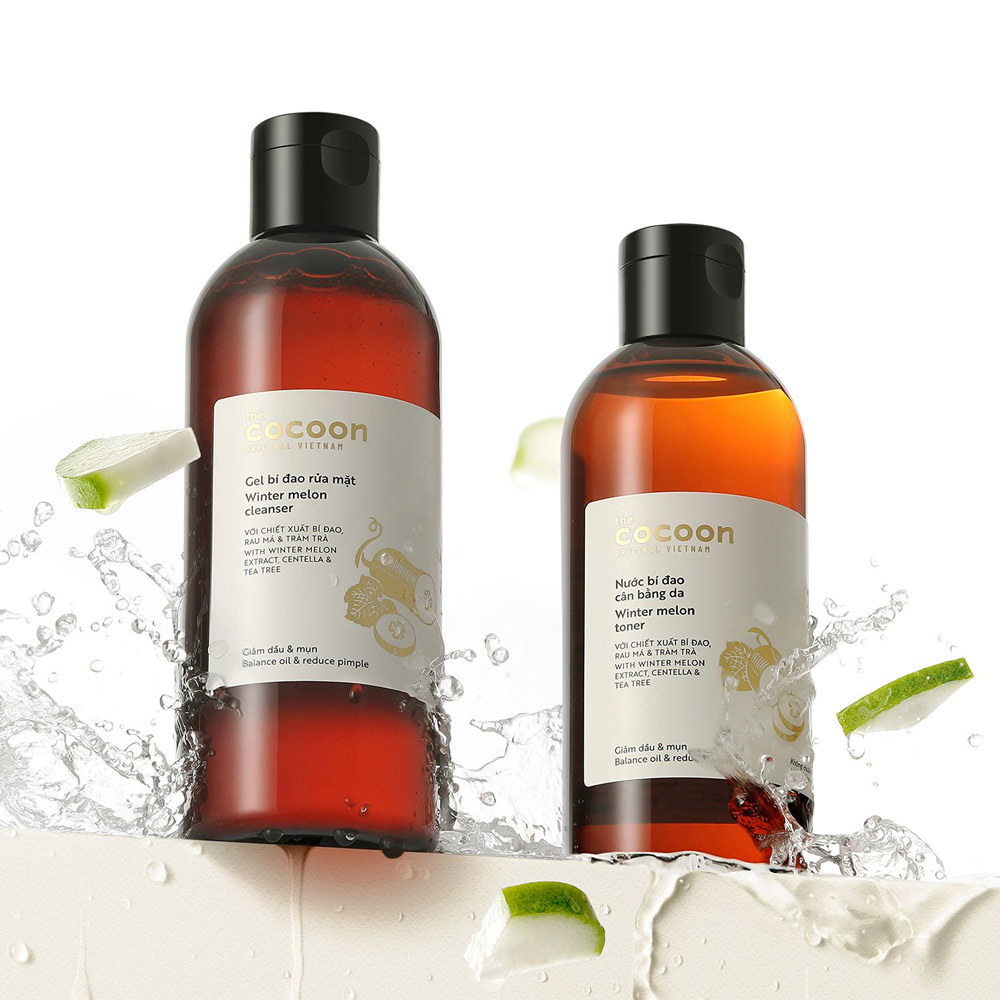 the
cocoon
ORIGINAL VIETNAM
Gel bí đao rửa mặt
Winter melon
cleanser
VỚI CHIẾT XUẤT BÍ ĐAO,
RAU MÁ & TRÀM TRÀ
WITH WINTER MELON
EXTRACT, CENTELLA &
TEA TREE
Giảm dầu & mụn
Balance oil & reduce pimple
the
cocoon
ORIGINAL VIETNAM
Nước bí đao
cân bằng da
Winter melon
toner
VỚI CHIẾT XUẤT BÍ ĐAO,
RAU MÁ & TRÀM TRÀ
WITH WINTER MELON
EXTRACT, CENTELLA &
TEA TREE
Giảm dầu & mụn
Balance oil &
Không